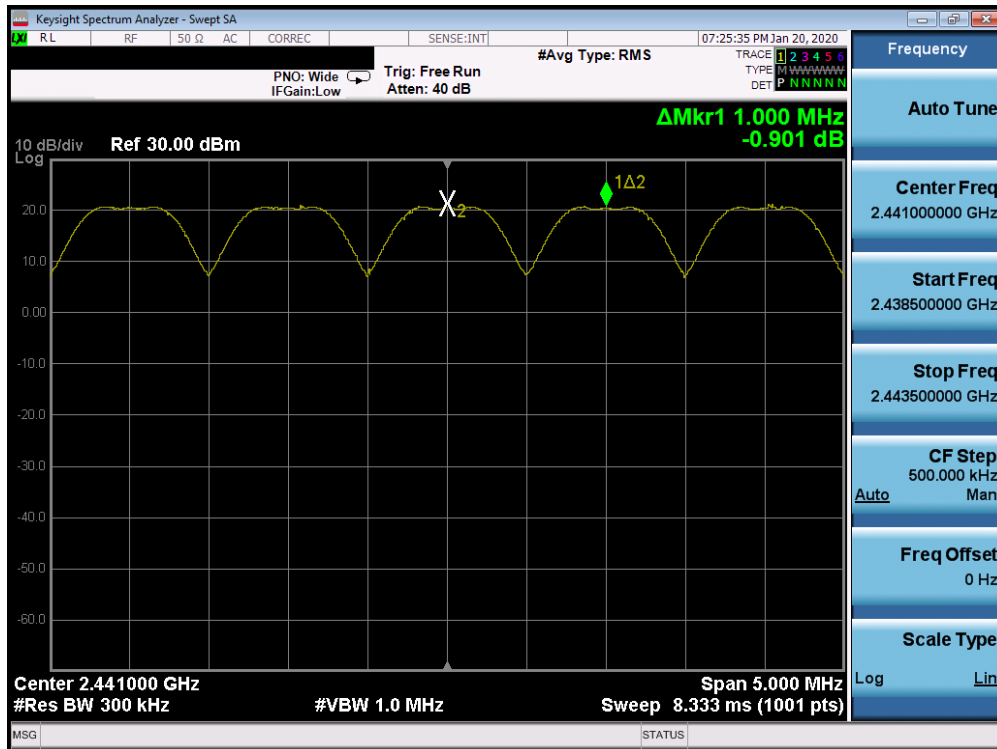 Keysight Spectrum Analyzer - Swept SA
LXI RL RF 50 Ω AC CORREC SENSE:INT 07:25:35 PM Jan 20, 2020
#Avg Type: RMS TRACE 1 2 3 4 5 6
PNO: Wide Trig: Free Run TYPE M WWWWW
IFGain:Low Atten: 40 dB DET P N N N N N
ΔMkr1 1.000 MHz
-0.901 dB
10 dB/div Ref 30.00 dBm
Log
1Δ2
2
20.0
10.0
0.00
-10.0
-20.0
-30.0
-40.0
-50.0
-60.0
Center 2.441000 GHz Span 5.000 MHz
#Res BW 300 kHz #VBW 1.0 MHz Sweep 8.333 ms (1001 pts)
MSG STATUS
Frequency
Auto Tune
Center Freq
2.441000000 GHz
Start Freq
2.438500000 GHz
Stop Freq
2.443500000 GHz
CF Step
500.000 kHz
Auto Man
Freq Offset
0 Hz
Scale Type
Log Lin